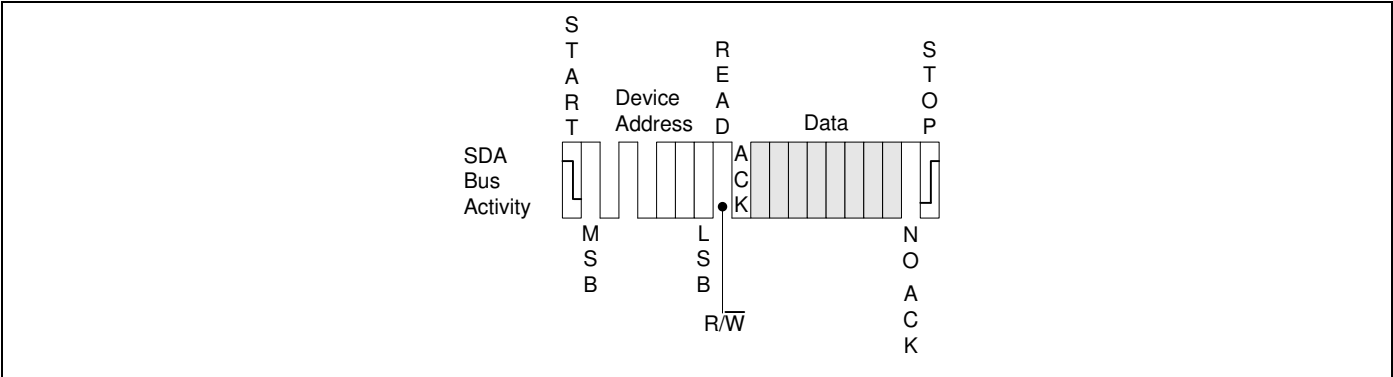 START
Device
Address
READ
Data
STOP
SDA
Bus
Activity
ACK
MSB
LSB
NO ACK
R/W̅